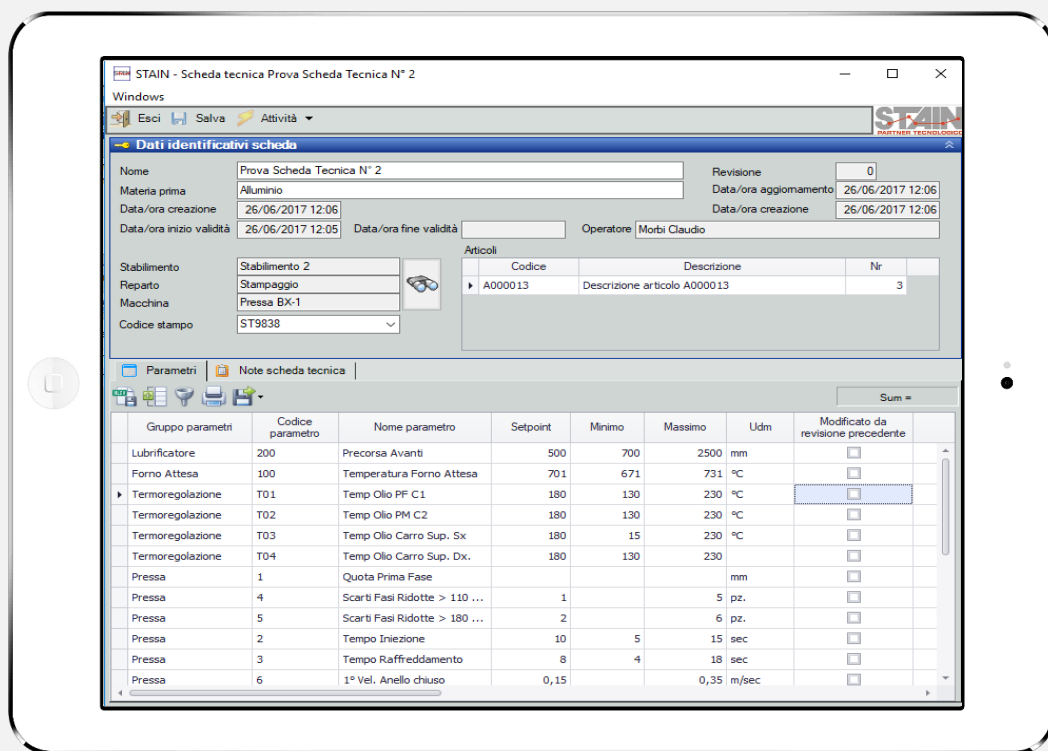 STAIN - Scheda tecnica Prova Scheda Tecnica N° 2
Windows
Esci Salva Attività
STAIN
PARTNER TECNOLOGICO
Dati identificativi scheda
Nome Prova Scheda Tecnica N° 2 Revisione 0
Materia prima Alluminio Data/ora aggiornamento 26/06/2017 12:06
Data/ora creazione 26/06/2017 12:06 Data/ora creazione 26/06/2017 12:06
Data/ora inizio validità 26/06/2017 12:05 Data/ora fine validità Operatore Morbi Claudio
Articoli
Stabilimento Stabilimento 2 Codice Descrizione Nr
Reparto Stampaggio A000013 Descrizione articolo A000013 3
Macchina Pressa BX-1
Codice stampo ST9838
Parametri Note scheda tecnica
Sum =
Gruppo parametri Codice parametro Nome parametro Setpoint Minimo Massimo Udm Modificato da revisione precedente
Lubrificatore 200 Precorsa Avanti 500 700 2500 mm
Forno Attesa 100 Temperatura Forno Attesa 701 671 731 °C
Termoregolazione T01 Temp Olio PF C1 180 130 230 °C
Termoregolazione T02 Temp Olio PM C2 180 130 230 °C
Termoregolazione T03 Temp Olio Carro Sup. Sx 180 15 230 °C
Termoregolazione T04 Temp Olio Carro Sup. Dx. 180 130 230
Pressa 1 Quota Prima Fase mm
Pressa 4 Scarti Fasi Ridotte > 110 ... 1 5 pz.
Pressa 5 Scarti Fasi Ridotte > 180 ... 2 6 pz.
Pressa 2 Tempo Iniezione 10 5 15 sec
Pressa 3 Tempo Raffreddamento 8 4 18 sec
Pressa 6 1° Vel. Anello chiuso 0,15 0,35 m/sec